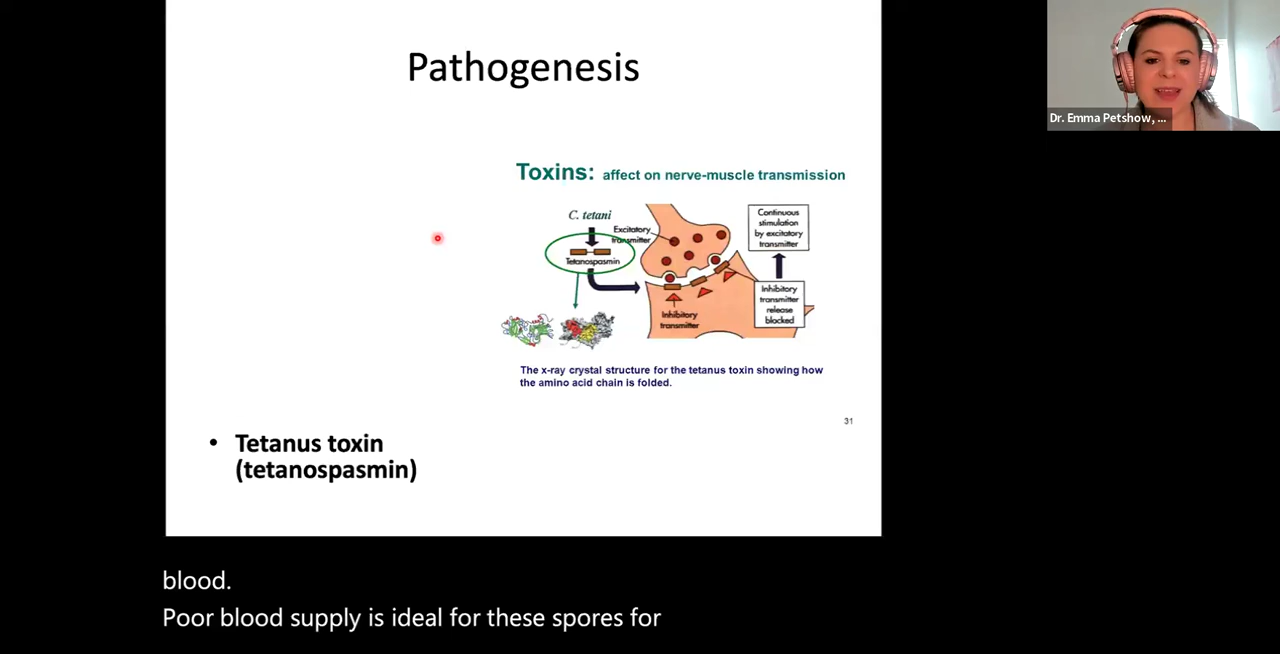 Pathogenesis
Dr. Emma Petshow, ...
Toxins: affect on nerve-muscle transmission
C. tetani
Excitatory
transmitter
Tetanospasmin
Continuous
stimulation
by excitatory
transmitter
Inhibitory
transmitter
release
blocked
Inhibitory
transmitter
The x-ray crystal structure for the tetanus toxin showing how
the amino acid chain is folded.
31
• Tetanus toxin
(tetanospasmin)
blood.
Poor blood supply is ideal for these spores for